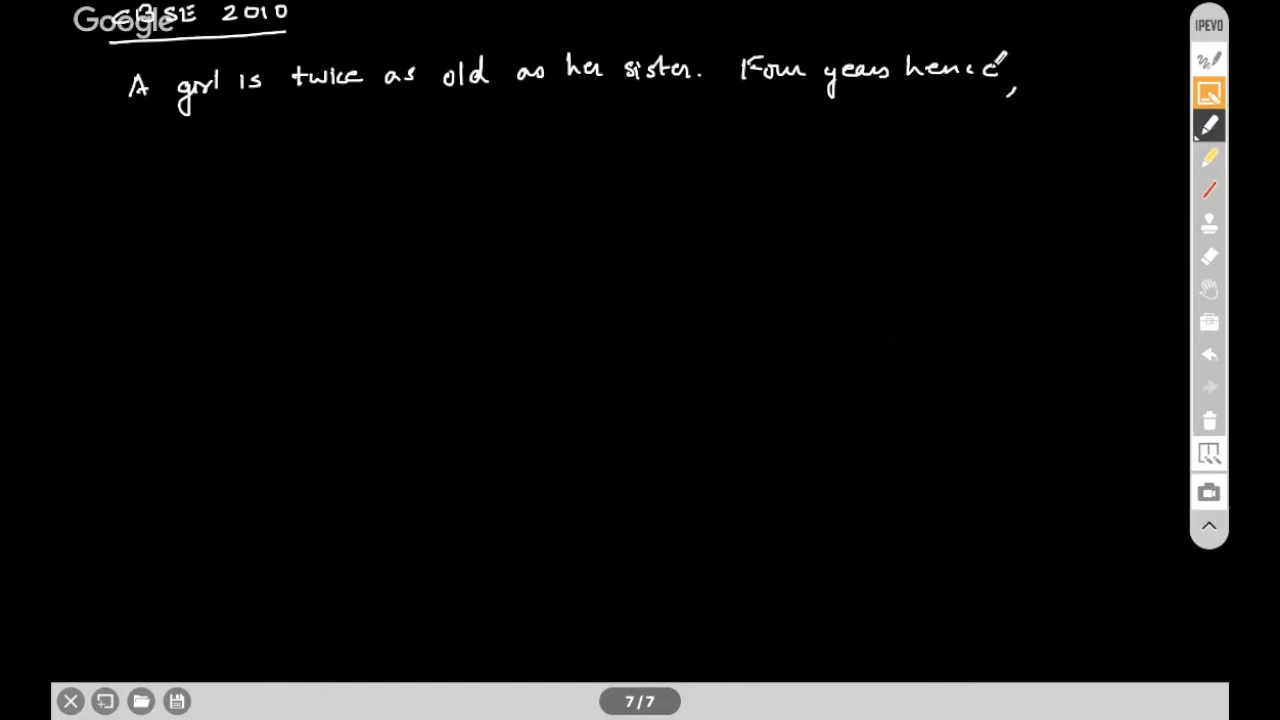 CBSE 2010
Google
A girl is twice as old as her sister. Four years hence,
IPEVO
7/7